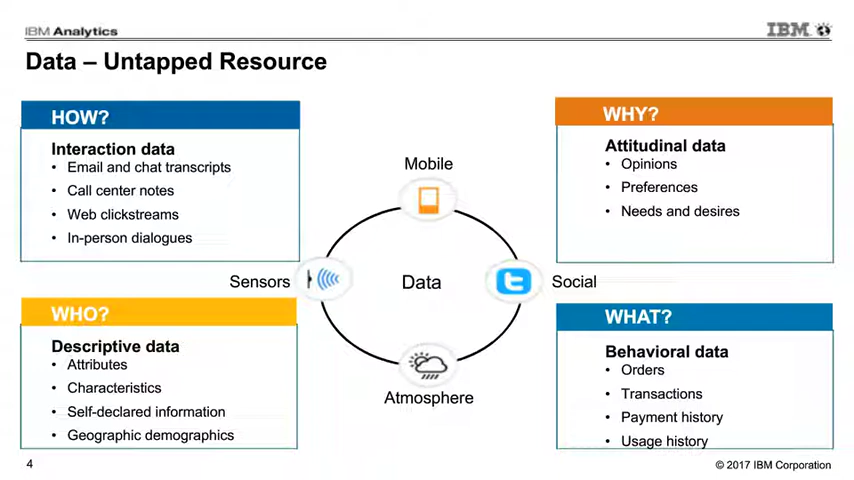 IBM Analytics
IBM
Data – Untapped Resource
HOW?
Interaction data
• Email and chat transcripts
• Call center notes
• Web clickstreams
• In-person dialogues
WHY?
Attitudinal data
• Opinions
• Preferences
• Needs and desires
Mobile
Sensors
Data
Social
Atmosphere
WHO?
Descriptive data
• Attributes
• Characteristics
• Self-declared information
• Geographic demographics
WHAT?
Behavioral data
• Orders
• Transactions
• Payment history
• Usage history
4
© 2017 IBM Corporation